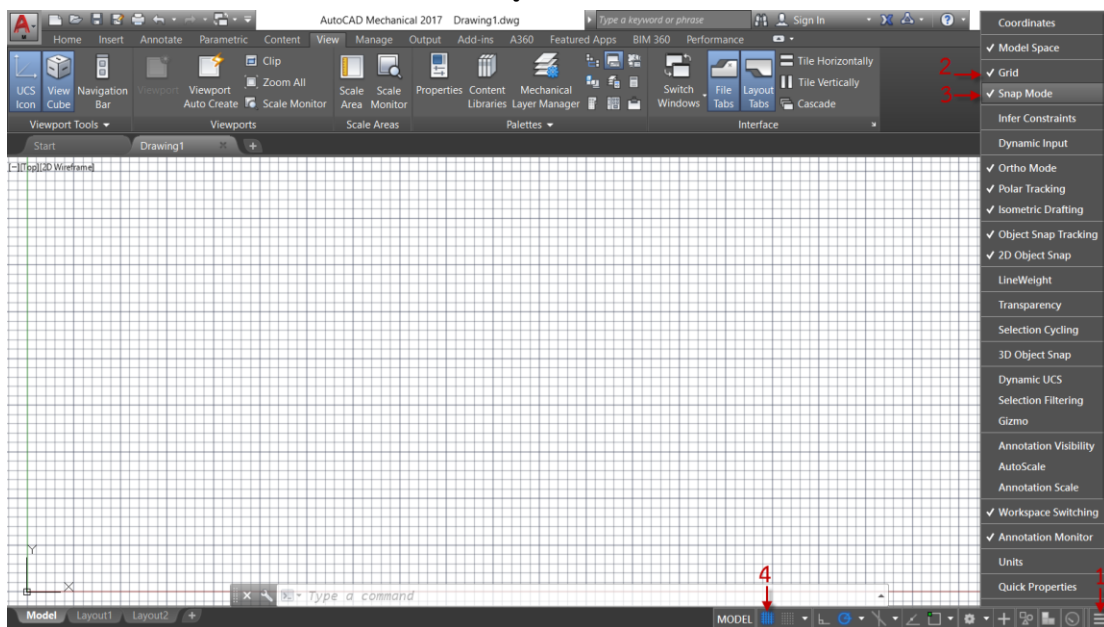 AutoCAD Mechanical 2017 Drawing1.dwg
Type a keyword or phrase
Sign In
Home Insert Annotate Parametric Content View Manage Output Add-ins A360 Featured Apps BIM 360 Performance
UCS Icon
View Cube
Navigation Bar
Viewport Tools
Viewport
Viewport Auto Create
Clip
Zoom All
Scale Monitor
Viewports
Scale Area
Scale Monitor
Scale Areas
Properties
Content Libraries
Mechanical Layer Manager
Palettes
Switch Windows
File Tabs
Layout Tabs
Tile Horizontally
Tile Vertically
Cascade
Interface
Start Drawing1
[−][Top][2D Wireframe]
Y
X
Type a command
Model Layout1 Layout2
MODEL
Coordinates
Model Space
2 Grid
3 Snap Mode
Infer Constraints
Dynamic Input
Ortho Mode
Polar Tracking
Isometric Drafting
Object Snap Tracking
2D Object Snap
LineWeight
Transparency
Selection Cycling
3D Object Snap
Dynamic UCS
Selection Filtering
Gizmo
Annotation Visibility
AutoScale
Annotation Scale
Workspace Switching
Annotation Monitor
Units
Quick Properties
4
1